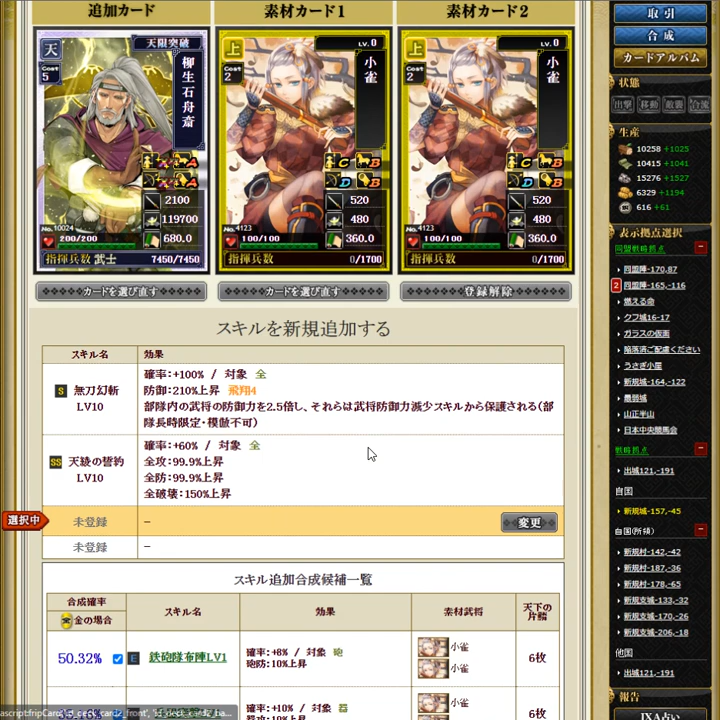 追加カード
素材カード1
素材カード2
天
天限突破
Cost
5
柳生石舟斎
A
A
2100
119700
680.0
No.10024
200/200
指揮兵数 武士 7450/7450
上
LV. 0
Cost
2
小雀
C B
D B
520
480
360.0
No.4123
100/100
指揮兵数 0/1700
上
LV. 0
Cost
2
小雀
C B
D B
520
480
360.0
No.4123
100/100
指揮兵数 0/1700
カードを選び直す
カードを選び直す
登録解除
スキルを新規追加する
スキル名
効果
S 無刀幻斬
LV10
確率:+100% / 対象 全
防御:210%上昇 飛翔4
部隊内の武将の防御力を2.5倍し、それらは武将防御力減少スキルから保護される(部
隊長時限定・模倣不可)
SS 天綾の誓約
LV10
確率:+60% / 対象 全
全攻:99.9%上昇
全防:99.9%上昇
全破壊:150%上昇
選択中
未登録
–
変更
未登録
–
スキル追加合成候補一覧
合成確率
金の場合
スキル名
効果
素材武将
天下の
片鱗
50.32%
E
鉄砲隊布陣LV1
確率:+8% / 対象 砲
砲防:10%上昇
小雀
小雀
6枚
確率:+10% / 対象 器
小雀
6枚
取引
合成
カードアルバム
状態
出撃 移動 敵襲 合流
生産
10258 +1025
10415 +1041
15276 +1527
6329 +1194
616 +61
表示拠点選択
同盟戦略拠点
同盟陣-170,87
2
同盟陣-165,-116
燃える命
クフ城16-17
ガラスの仮面
陥落済ご配慮ください
うさぎ小屋
新規城-164,-122
愚弱城
山正半山
日本中央競馬会
戦略拠点
出城121,-191
自国
新規城-157,-45
自国(所領)
新規村-142,-42
新規村-187,-36
新規村-178,-65
新規支城-133,-32
新規支城-170,-26
新規支城-206,-18
他国
出城121,-191
報告
IXA占い